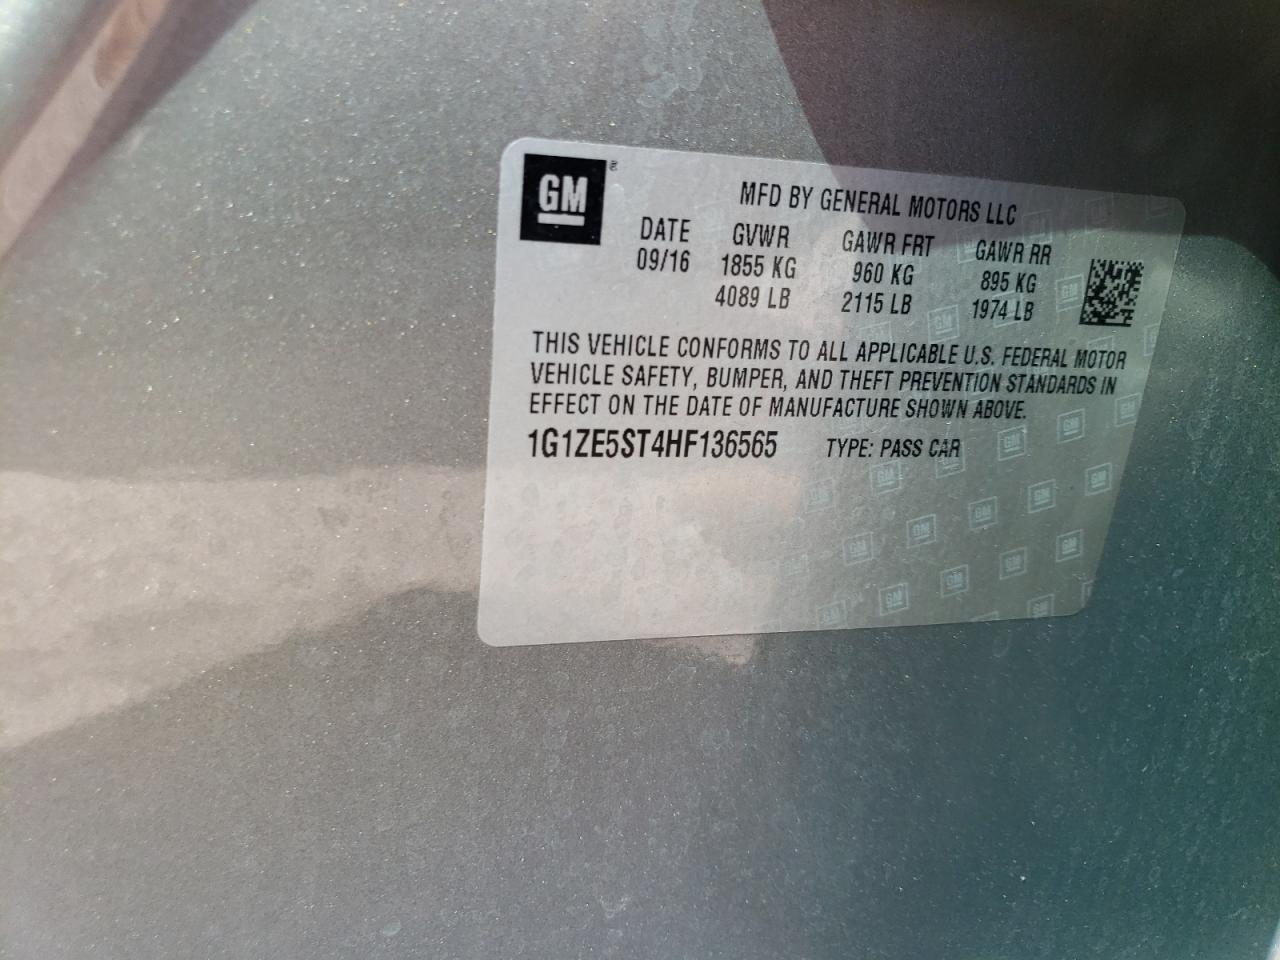 GM®
MFD BY GENERAL MOTORS LLC
DATE GVWR GAWR FRT GAWR RR
09/16 1855 KG 960 KG 895 KG
4089 LB 2115 LB 1974 LB
THIS VEHICLE CONFORMS TO ALL APPLICABLE U.S. FEDERAL MOTOR
VEHICLE SAFETY, BUMPER, AND THEFT PREVENTION STANDARDS IN
EFFECT ON THE DATE OF MANUFACTURE SHOWN ABOVE.
1G1ZE5ST4HF136565 TYPE: PASS CAR